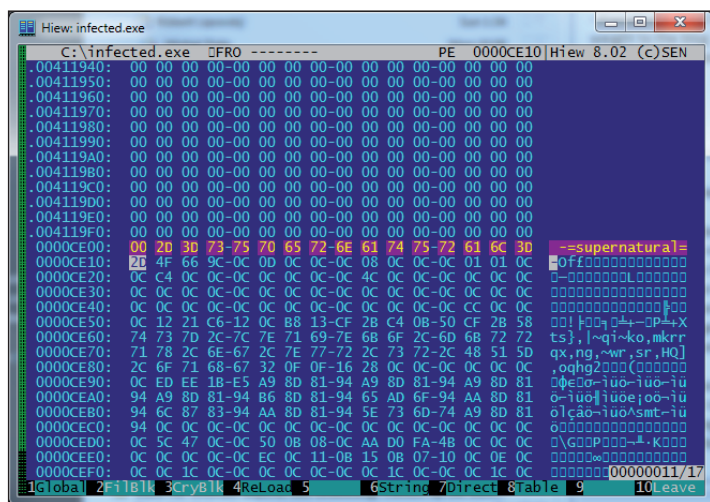 Hiew: infected.exe
C:\infected.exe ▯FRO -------- PE 0000CE10|Hiew 8.02 (c)SEN
.00411940: 00 00 00 00-00 00 00 00-00 00 00 00-00 00 00 00
.00411950: 00 00 00 00-00 00 00 00-00 00 00 00-00 00 00 00
.00411960: 00 00 00 00-00 00 00 00-00 00 00 00-00 00 00 00
.00411970: 00 00 00 00-00 00 00 00-00 00 00 00-00 00 00 00
.00411980: 00 00 00 00-00 00 00 00-00 00 00 00-00 00 00 00
.00411990: 00 00 00 00-00 00 00 00-00 00 00 00-00 00 00 00
.004119A0: 00 00 00 00-00 00 00 00-00 00 00 00-00 00 00 00
.004119B0: 00 00 00 00-00 00 00 00-00 00 00 00-00 00 00 00
.004119C0: 00 00 00 00-00 00 00 00-00 00 00 00-00 00 00 00
.004119D0: 00 00 00 00-00 00 00 00-00 00 00 00-00 00 00 00
.004119E0: 00 00 00 00-00 00 00 00-00 00 00 00-00 00 00 00
.004119F0: 00 00 00 00-00 00 00 00-00 00 00 00-00 00 00 00
0000CE00: 00 2D 3D 73-75 70 65 72-6E 61 74 75-72 61 6C 3D -=supernatural=
0000CE10: 2D 4F 66 9C-0C 0D 0C 0C-0C 08 0C 0C-0C 01 01 0C -Off▯▯▯▯▯▯▯▯▯▯▯▯
0000CE20: 0C C4 0C 0C-0C 0C 0C 0C-0C 4C 0C 0C-0C 0C 0C 0C ▯─▯▯▯▯▯▯▯L▯▯▯▯▯▯
0000CE30: 0C 0C 0C 0C-0C 0C 0C 0C-0C 0C 0C 0C-0C 0C 0C 0C ▯▯▯▯▯▯▯▯▯▯▯▯▯▯▯▯
0000CE40: 0C 0C 0C 0C-0C 0C 0C 0C-0C 0C 0C 0C-0C CC 0C 0C ▯▯▯▯▯▯▯▯▯▯▯▯▯╠▯▯
0000CE50: 0C 12 21 C6-12 0C B8 13-CF 2B C4 0B-50 CF 2B 58 ▯▯!╞▯▯╕▯╧+─▯P╧+X
0000CE60: 74 73 7D 2C-7C 7E 71 69-7E 6B 6F 2C-6D 6B 72 72 ts},|~qi~ko,mkrr
0000CE70: 71 78 2C 6E-67 2C 7E 77-72 2C 73 72-2C 48 51 5D qx,ng,~wr,sr,HQ]
0000CE80: 2C 6F 71 68-67 32 0F 0F-16 28 0C 0C-0C 0C 0C 0C ,oqhg2▯▯▯(▯▯▯▯▯▯
0000CE90: 0C ED EE 1B-E5 A9 8D 81-94 A9 8D 81-94 A9 8D 81 ▯φε▯σ⌐ìüö⌐ìüö⌐ìü
0000CEA0: 94 A9 8D 81-94 B6 8D 81-94 65 AD 6F-94 AA 8D 81 ö⌐ìüö╢ìüöe¡oö¬ìü
0000CEB0: 94 6C 87 83-94 AA 8D 81-94 5E 73 6D-74 A9 8D 81 ölçâö¬ìüö^smt⌐ìü
0000CEC0: 94 0C 0C 0C-0C 0C 0C 0C-0C 0C 0C 0C-0C 0C 0C 0C ö▯▯▯▯▯▯▯▯▯▯▯▯▯▯▯
0000CED0: 0C 5C 47 0C-0C 50 0B 08-0C AA D0 FA-4B 0C 0C 0C ▯\G▯▯P▯▯▯¬╨·K▯▯▯
0000CEE0: 0C 0C 0C 0C-0C EC 0C 11-0B 15 0B 07-10 0C 0C 0C ▯▯▯▯▯∞▯▯▯▯▯▯▯▯▯▯
0000CEF0: 0C 0C 1C 0C-0C 0C 0C 0C-0C 1C 0C 0C-0C 0C 1C 0C 00000011/17
1Global 2FilBlk 3CryBlk 4ReLoad 5 6String 7Direct 8Table 9 10Leave